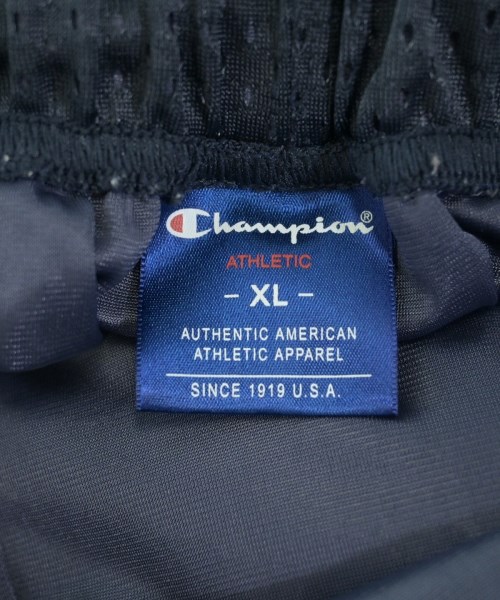 Champion®
ATHLETIC
- XL -
AUTHENTIC AMERICAN
ATHLETIC APPAREL
SINCE 1919 U.S.A.